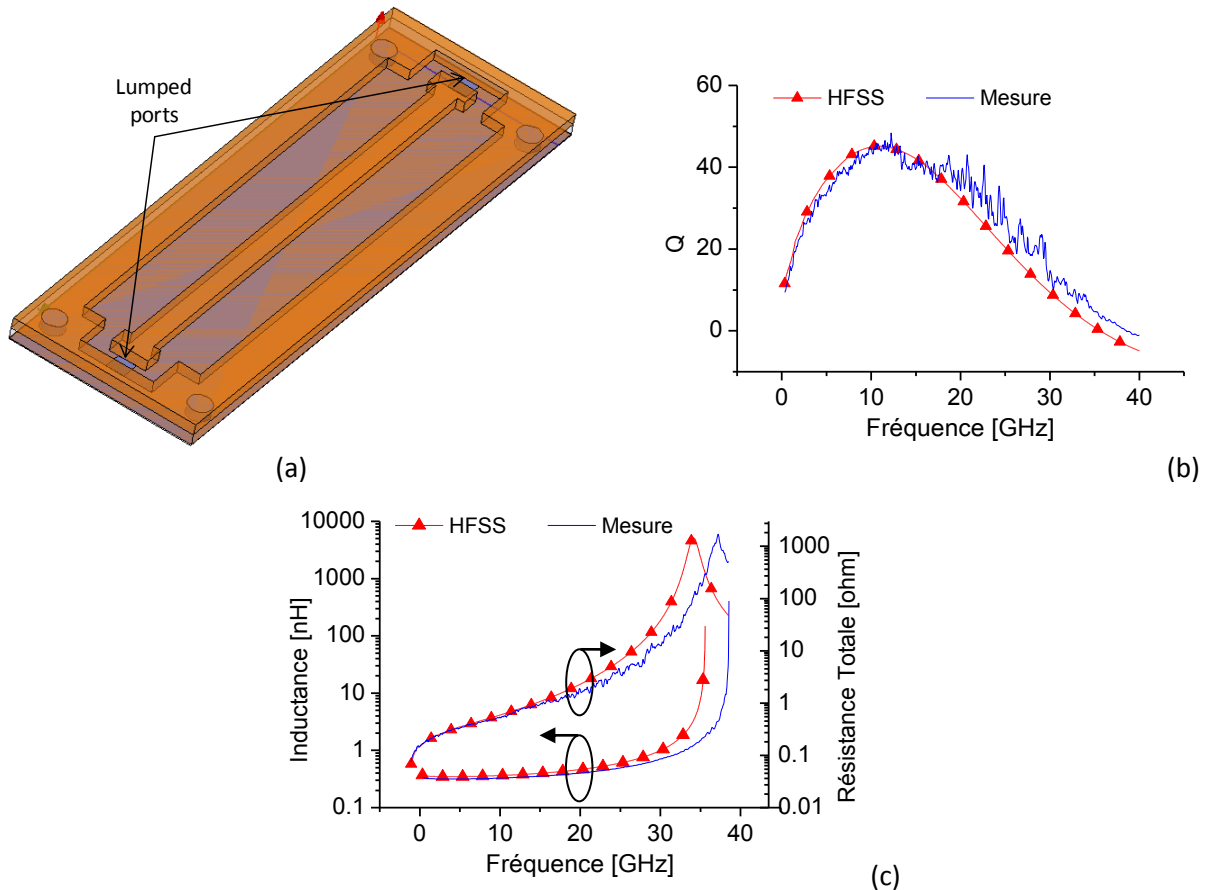 Lumped
ports
(a)
HFSS
Mesure
60
40
20
0
Q
0 10 20 30 40
Fréquence [GHz]
(b)
HFSS
Mesure
10000
1000
100
10
1
0.1
Inductance [nH]
1000
100
10
1
0.1
0.01
Résistance Totale [ohm]
0 10 20 30 40
Fréquence [GHz]
(c)